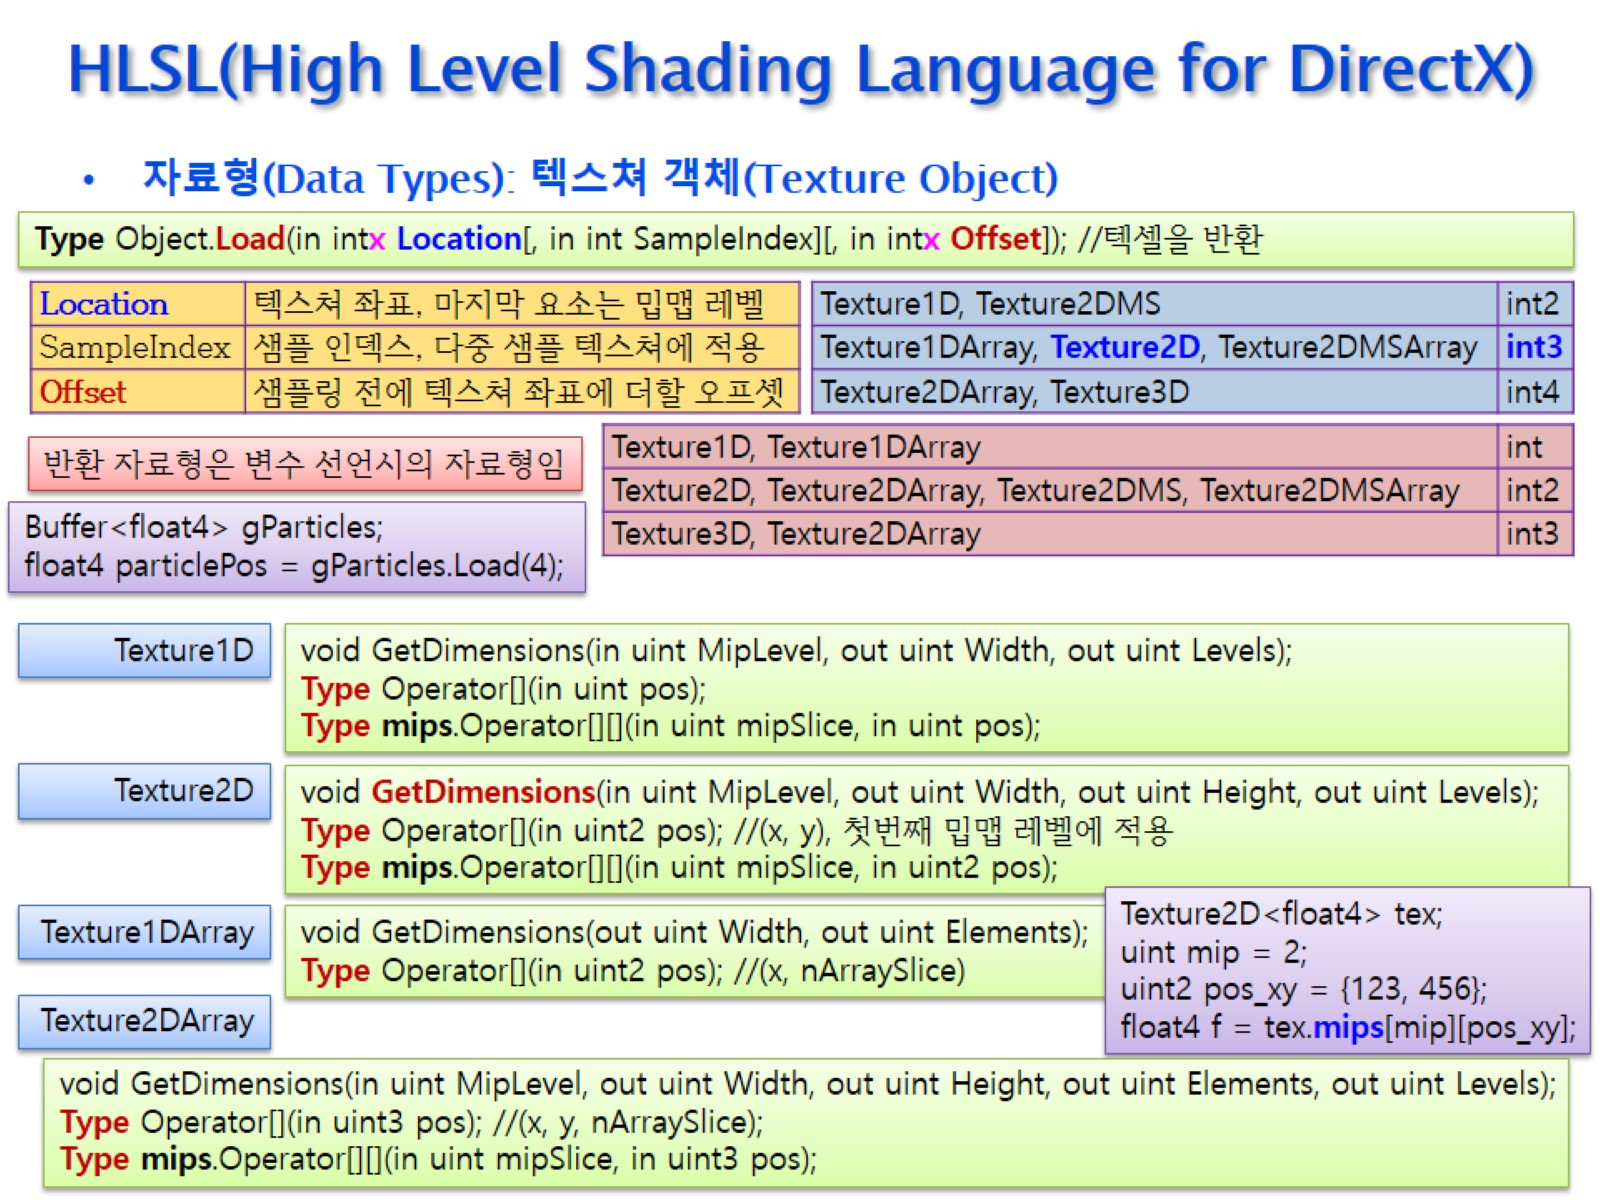 HLSL(High Level Shading Language for DirectX)
• 자료형(Data Types): 텍스쳐 객체(Texture Object)
Type Object.Load(in intx Location[, in int SampleIndex][, in intx Offset]); //텍셀을 반환
Location 텍스쳐 좌표, 마지막 요소는 밉맵 레벨
SampleIndex 샘플 인덱스, 다중 샘플 텍스쳐에 적용
Offset 샘플링 전에 텍스쳐 좌표에 더할 오프셋
Texture1D, Texture2DMS int2
Texture1DArray, Texture2D, Texture2DMSArray int3
Texture2DArray, Texture3D int4
반환 자료형은 변수 선언시의 자료형임
Texture1D, Texture1DArray int
Texture2D, Texture2DArray, Texture2DMS, Texture2DMSArray int2
Texture3D, Texture2DArray int3
Buffer<float4> gParticles;
float4 particlePos = gParticles.Load(4);
Texture1D
void GetDimensions(in uint MipLevel, out uint Width, out uint Levels);
Type Operator[](in uint pos);
Type mips.Operator[][](in uint mipSlice, in uint pos);
Texture2D
void GetDimensions(in uint MipLevel, out uint Width, out uint Height, out uint Levels);
Type Operator[](in uint2 pos); //(x, y), 첫번째 밉맵 레벨에 적용
Type mips.Operator[][](in uint mipSlice, in uint2 pos);
Texture1DArray
void GetDimensions(out uint Width, out uint Elements);
Type Operator[](in uint2 pos); //(x, nArraySlice)
Texture2D<float4> tex;
uint mip = 2;
uint2 pos_xy = {123, 456};
float4 f = tex.mips[mip][pos_xy];
Texture2DArray
void GetDimensions(in uint MipLevel, out uint Width, out uint Height, out uint Elements, out uint Levels);
Type Operator[](in uint3 pos); //(x, y, nArraySlice);
Type mips.Operator[][](in uint mipSlice, in uint3 pos);